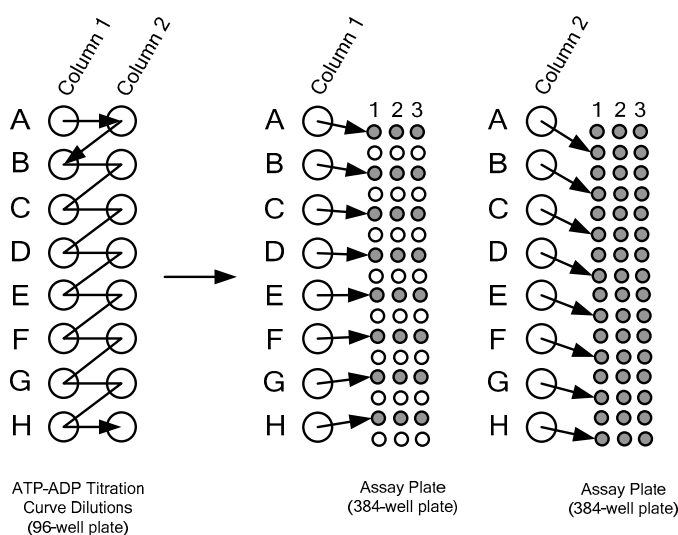 Column 1
Column 2
A
B
C
D
E
F
G
H
ATP-ADP Titration
Curve Dilutions
(96-well plate)
Column 1
1 2 3
A
B
C
D
E
F
G
H
Assay Plate
(384-well plate)
Column 2
1 2 3
A
B
C
D
E
F
G
H
Assay Plate
(384-well plate)